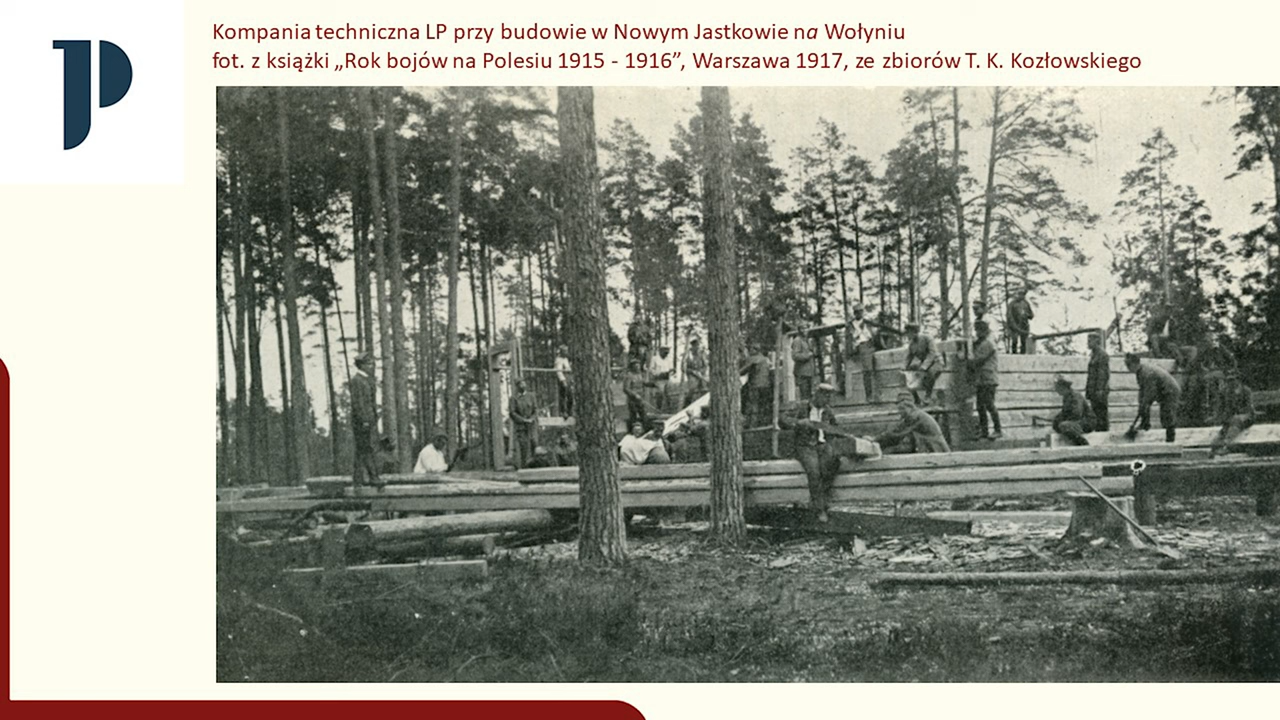 Kompania techniczna LP przy budowie w Nowym Jastkowie na Wołyniu
fot. z książki „Rok bojów na Polesiu 1915 - 1916”, Warszawa 1917, ze zbiorów T. K. Kozłowskiego